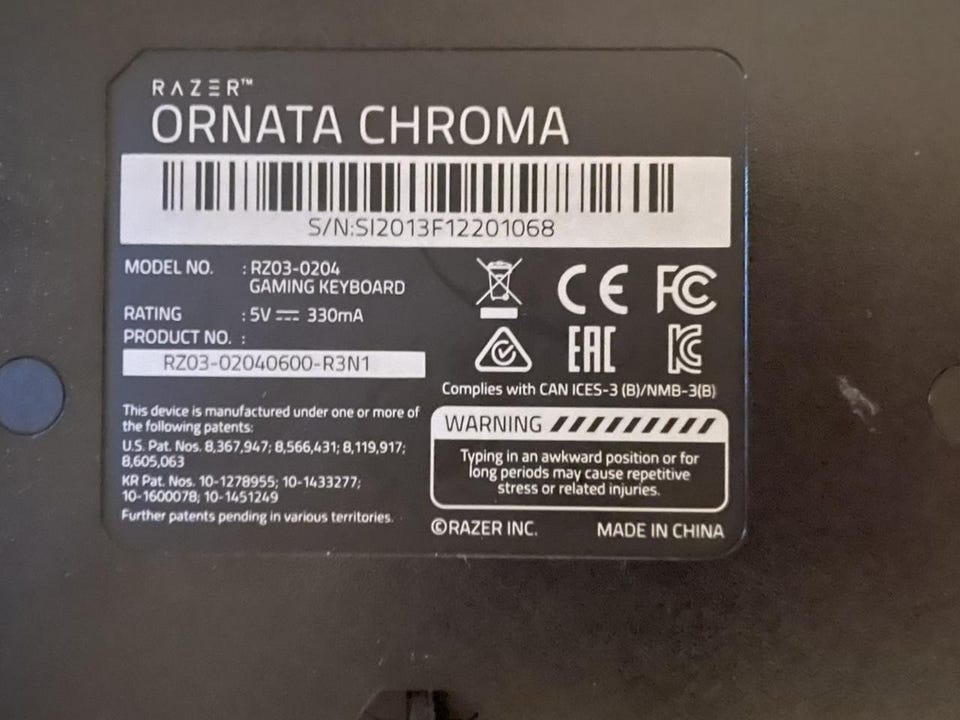 RAZER™
ORNATA CHROMA
S/N:SI2013F12201068
MODEL NO. : RZ03-0204
GAMING KEYBOARD
RATING : 5V ⎓ 330mA
PRODUCT NO. :
RZ03-02040600-R3N1
This device is manufactured under one or more of
the following patents:
U.S. Pat. Nos. 8,367,947; 8,566,431; 8,119,917;
8,605,063
KR Pat. Nos. 10-1278955; 10-1433277;
10-1600078; 10-1451249
Further patents pending in various territories.
CE FC
EAC KC
Complies with CAN ICES-3 (B)/NMB-3(B)
WARNING
Typing in an awkward position or for
long periods may cause repetitive
stress or related injuries.
©RAZER INC. MADE IN CHINA